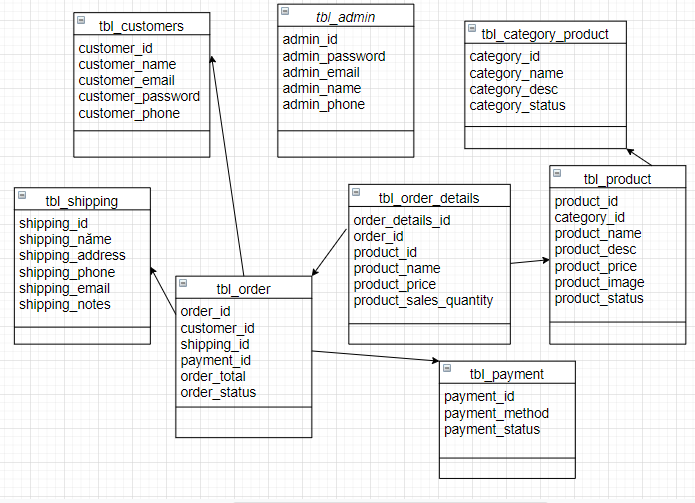 tbl_customers
customer_id
customer_name
customer_email
customer_password
customer_phone
tbl_admin
admin_id
admin_password
admin_email
admin_name
admin_phone
tbl_category_product
category_id
category_name
category_desc
category_status
tbl_shipping
shipping_id
shipping_năme
shipping_address
shipping_phone
shipping_email
shipping_notes
tbl_order
order_id
customer_id
shipping_id
payment_id
order_total
order_status
tbl_order_details
order_details_id
order_id
product_id
product_name
product_price
product_sales_quantity
tbl_product
product_id
category_id
product_name
product_desc
product_price
product_image
product_status
tbl_payment
payment_id
payment_method
payment_status